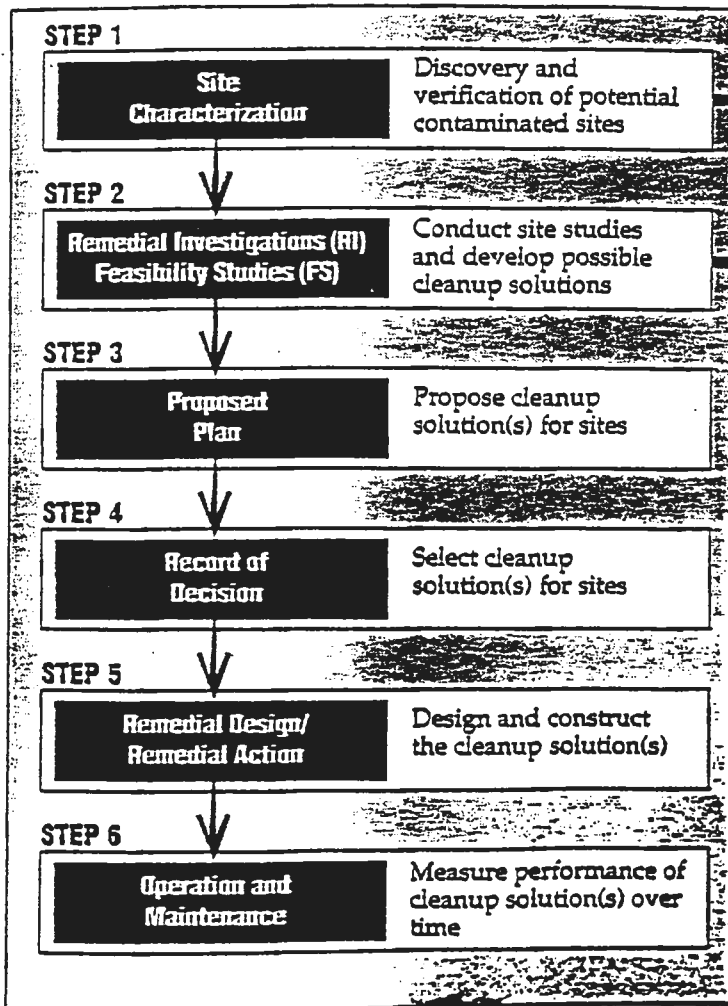 STEP 1
Site
Characterization
Discovery and
verification of potential
contaminated sites
STEP 2
Remedial Investigations (RI)
Feasibility Studies (FS)
Conduct site studies
and develop possible
cleanup solutions
STEP 3
Proposed
Plan
Propose cleanup
solution(s) for sites
STEP 4
Record of
Decision
Select cleanup
solution(s) for sites
STEP 5
Remedial Design/
Remedial Action
Design and construct
the cleanup solution(s)
STEP 6
Operation and
Maintenance
Measure performance of
cleanup solution(s) over
time